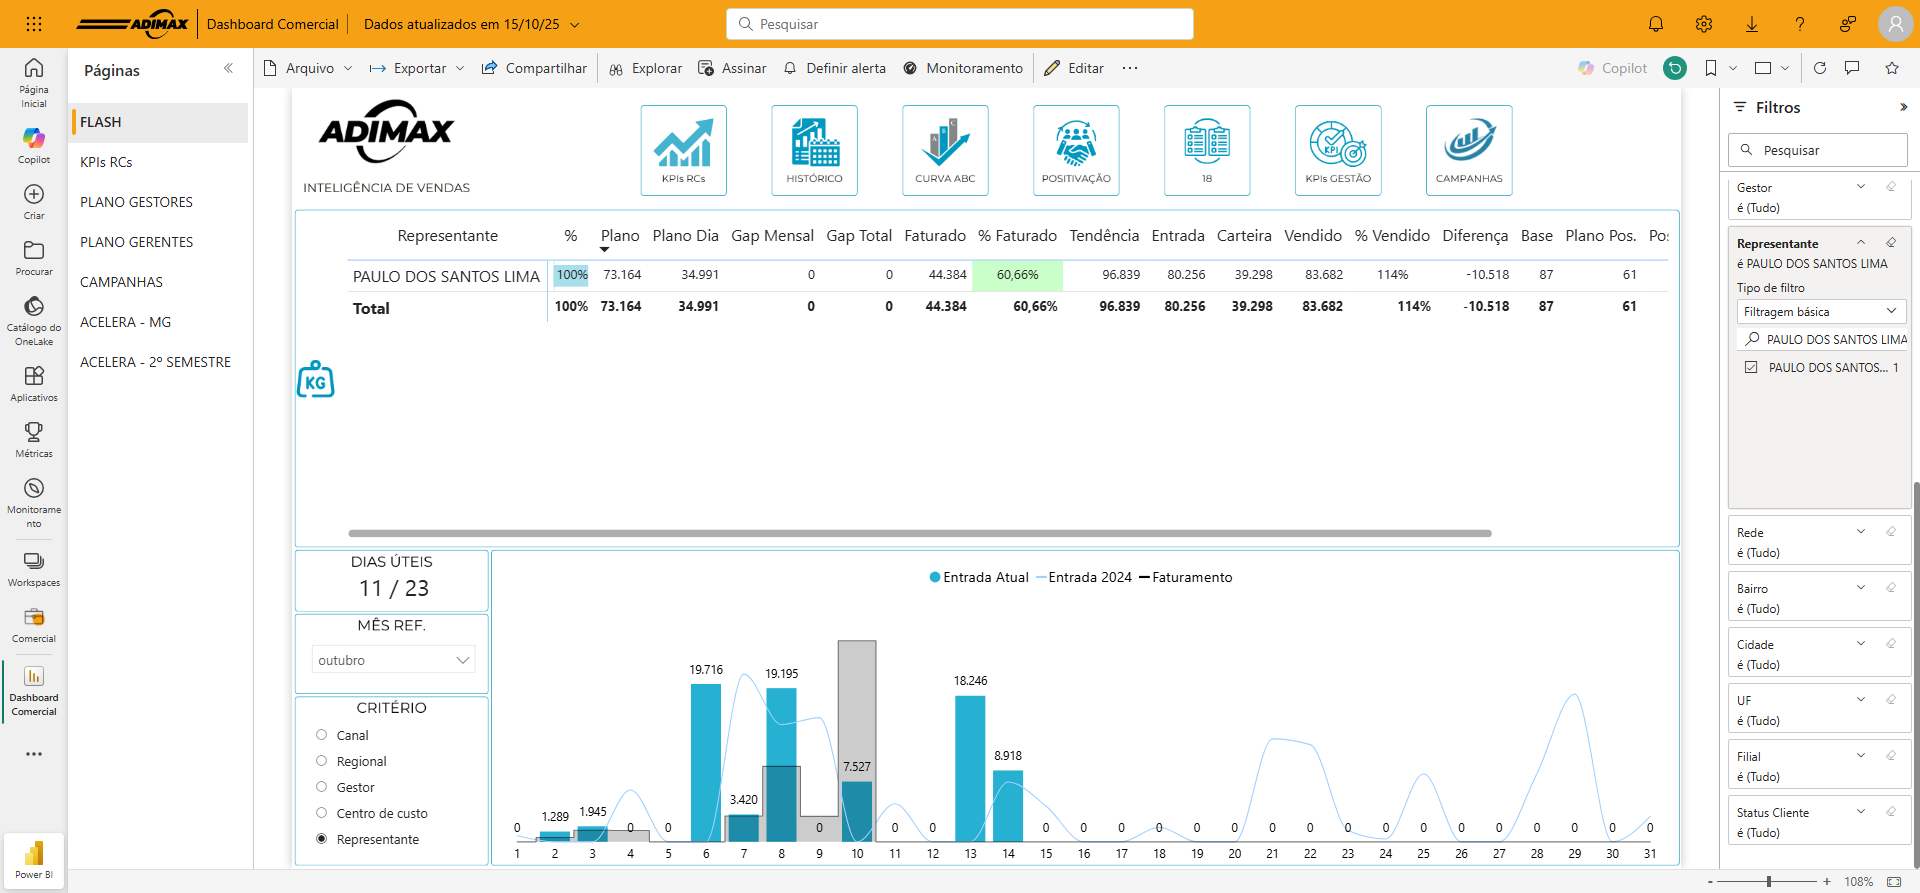 ADIMAX
Dashboard Comercial
Dados atualizados em 15/10/25
Pesquisar
Página Inicial
Copilot
Criar
Procurar
Catálogo do OneLake
Aplicativos
Métricas
Monitorame nto
Workspaces
Comercial
Dashboard Comercial
Power BI
Páginas
FLASH
KPIs RCs
PLANO GESTORES
PLANO GERENTES
CAMPANHAS
ACELERA - MG
ACELERA - 2º SEMESTRE
Arquivo Exportar Compartilhar Explorar Assinar Definir alerta Monitoramento Editar
Copilot
ADIMAX
INTELIGÊNCIA DE VENDAS
KPIs RCs
HISTÓRICO
A B C
CURVA ABC
POSITIVAÇÃO
18
KPI
KPIs GESTÃO
CAMPANHAS
Representante % Plano Plano Dia Gap Mensal Gap Total Faturado % Faturado Tendência Entrada Carteira Vendido % Vendido Diferença Base Plano Pos. Pos
PAULO DOS SANTOS LIMA 100% 73.164 34.991 0 0 44.384 60,66% 96.839 80.256 39.298 83.682 114% -10.518 87 61
Total 100% 73.164 34.991 0 0 44.384 60,66% 96.839 80.256 39.298 83.682 114% -10.518 87 61
KG
DIAS ÚTEIS
11 / 23
MÊS REF.
outubro
CRITÉRIO
Canal
Regional
Gestor
Centro de custo
Representante
Entrada Atual Entrada 2024 Faturamento
0 1.289 1.945 0 0 19.716 3.420 19.195 0 7.527 0 0 18.246 8.918 0 0 0 0 0 0 0 0 0 0 0 0 0 0 0 0 0
1 2 3 4 5 6 7 8 9 10 11 12 13 14 15 16 17 18 19 20 21 22 23 24 25 26 27 28 29 30 31
Filtros
Pesquisar
Gestor
é (Tudo)
Representante
é PAULO DOS SANTOS LIMA
Tipo de filtro
Filtragem básica
PAULO DOS SANTOS LIMA
PAULO DOS SANTOS... 1
Rede
é (Tudo)
Bairro
é (Tudo)
Cidade
é (Tudo)
UF
é (Tudo)
Filial
é (Tudo)
Status Cliente
é (Tudo)
- + 108%